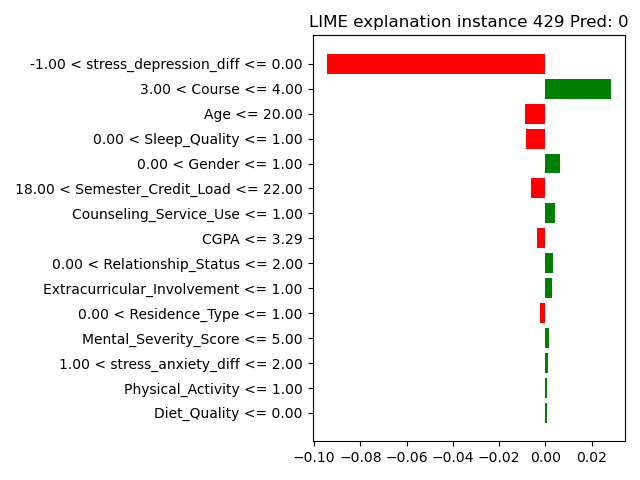 LIME explanation instance 429 Pred: 0
-1.00 < stress_depression_diff <= 0.00
3.00 < Course <= 4.00
Age <= 20.00
0.00 < Sleep_Quality <= 1.00
0.00 < Gender <= 1.00
18.00 < Semester_Credit_Load <= 22.00
Counseling_Service_Use <= 1.00
CGPA <= 3.29
0.00 < Relationship_Status <= 2.00
Extracurricular_Involvement <= 1.00
0.00 < Residence_Type <= 1.00
Mental_Severity_Score <= 5.00
1.00 < stress_anxiety_diff <= 2.00
Physical_Activity <= 1.00
Diet_Quality <= 0.00
−0.10 −0.08 −0.06 −0.04 −0.02 0.00 0.02